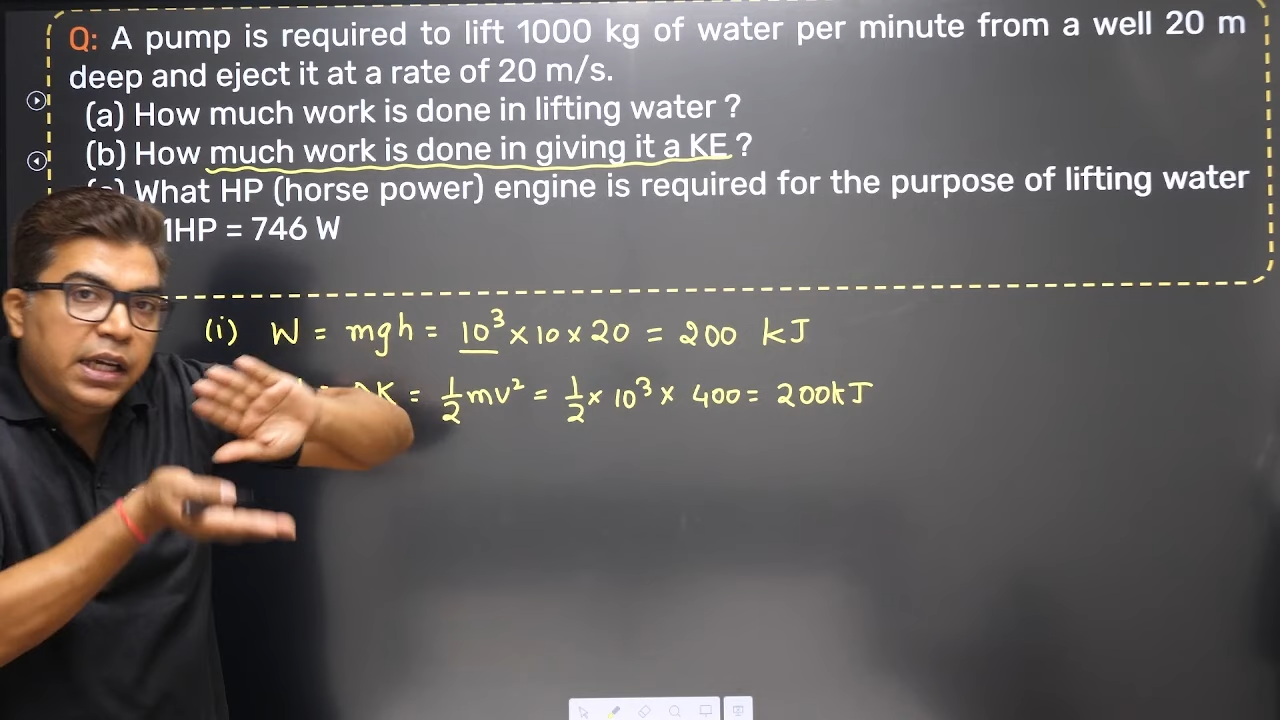 Q: A pump is required to lift 1000 kg of water per minute from a well 20 m
deep and eject it at a rate of 20 m/s.
(a) How much work is done in lifting water ?
(b) How much work is done in giving it a KE ?
What HP (horse power) engine is required for the purpose of lifting water
1HP = 746 W
(i) W = mgh = 10³ × 10 × 20 = 200 kJ
= ½mv² = ½ × 10³ × 400 = 200kJ